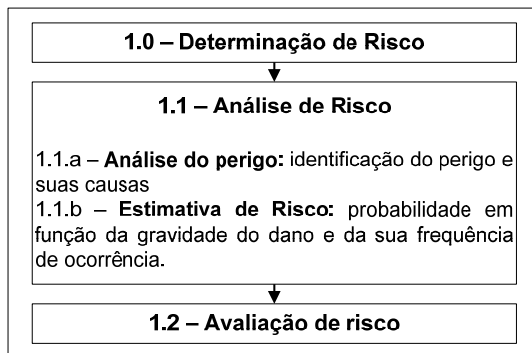 1.0 – Determinação de Risco
1.1 – Análise de Risco
1.1.a – Análise do perigo: identificação do perigo e
suas causas
1.1.b – Estimativa de Risco: probabilidade em
função da gravidade do dano e da sua frequência
de ocorrência.
1.2 – Avaliação de risco